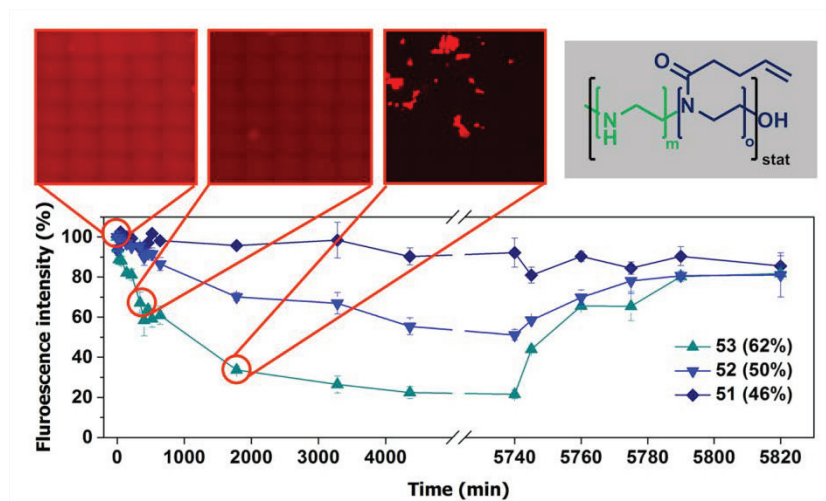 O
N
H
m
N
o
OH
stat
Fluroescence intensity (%)
100
80
60
40
20
0
53 (62%)
52 (50%)
51 (46%)
0 1000 2000 3000 4000 5740 5760 5780 5800 5820
Time (min)